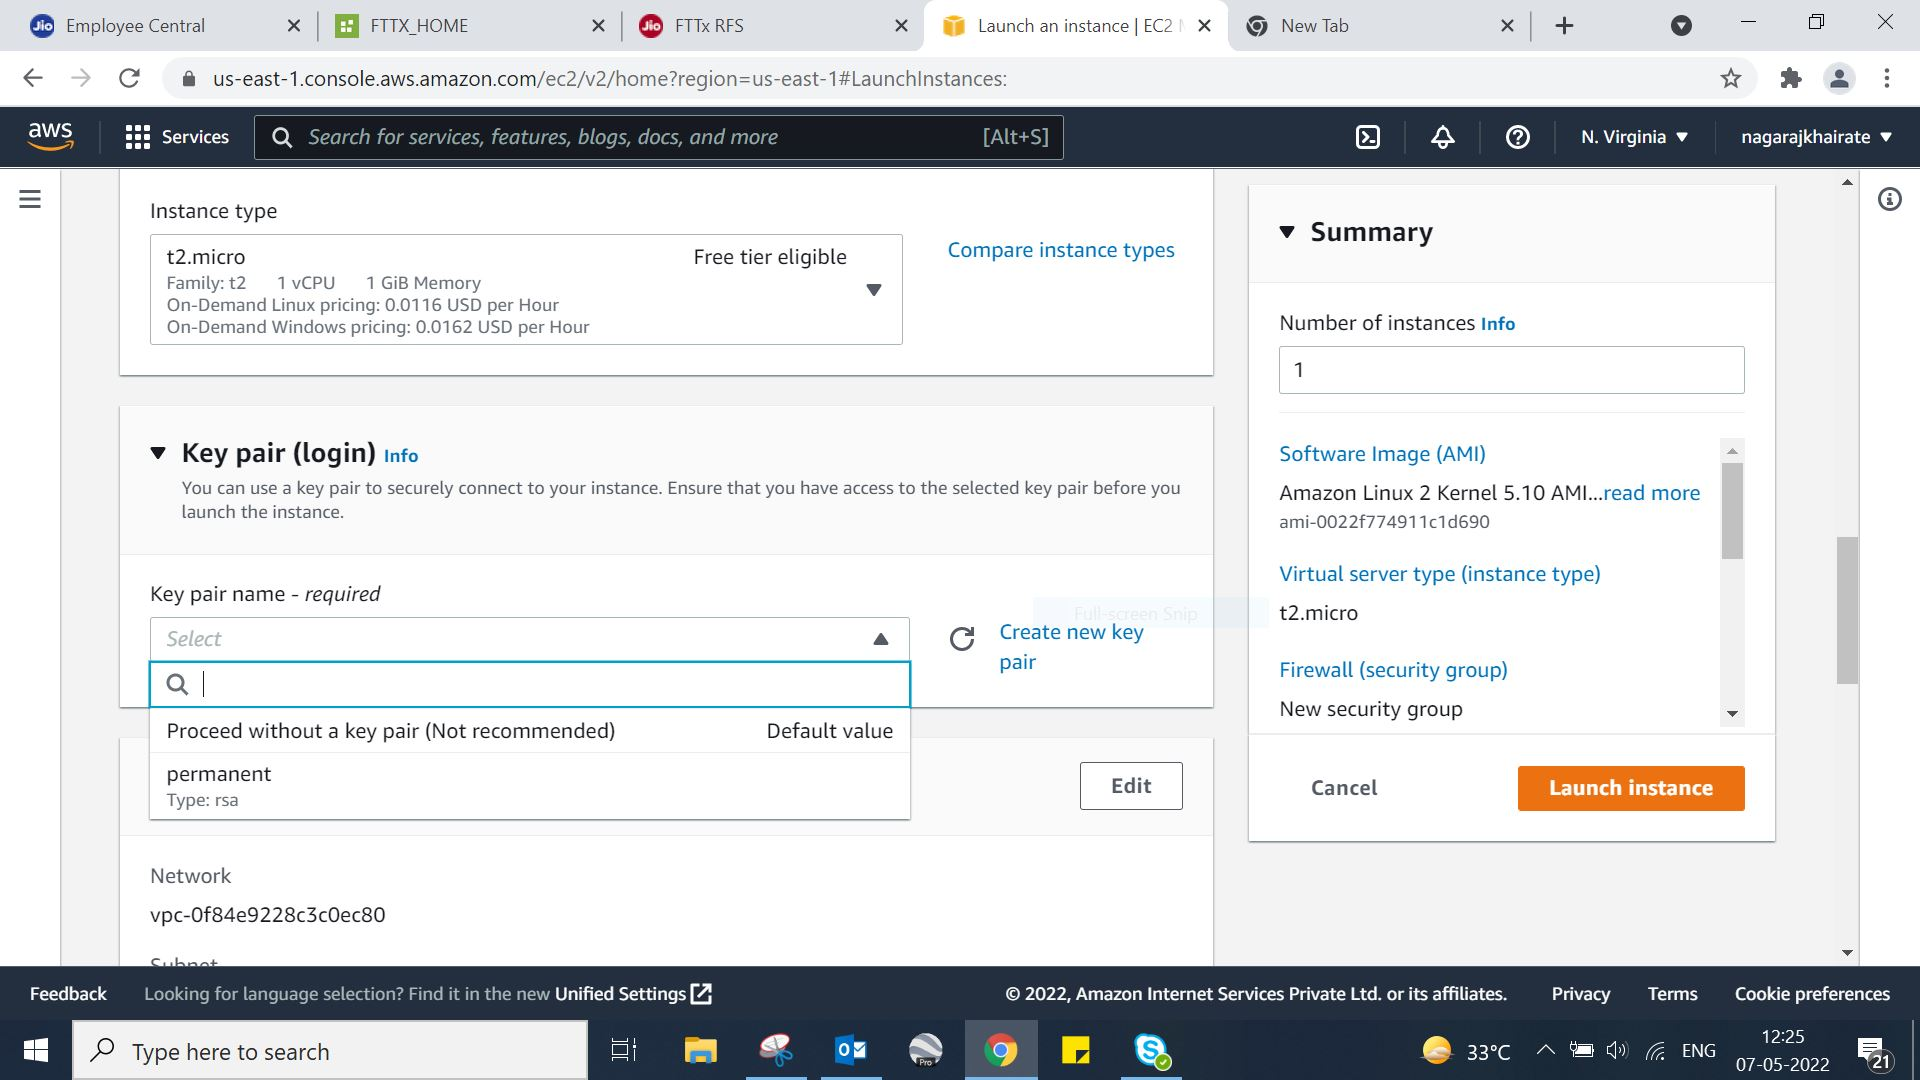 Jio
Employee Central
FTTX_HOME
Jio
FTTx RFS
Launch an instance | EC2
New Tab
us-east-1.console.aws.amazon.com/ec2/v2/home?region=us-east-1#LaunchInstances:
aws
Services
Search for services, features, blogs, docs, and more
[Alt+S]
N. Virginia
nagarajkhairate
Instance type
t2.micro
Free tier eligible
Family: t2 1 vCPU 1 GiB Memory
On-Demand Linux pricing: 0.0116 USD per Hour
On-Demand Windows pricing: 0.0162 USD per Hour
Compare instance types
Key pair (login) Info
You can use a key pair to securely connect to your instance. Ensure that you have access to the selected key pair before you
launch the instance.
Key pair name - required
Select
Full-screen Snip
Create new key
pair
Proceed without a key pair (Not recommended)
Default value
permanent
Type: rsa
Edit
Network
vpc-0f84e9228c3c0ec80
Subnet
Summary
Number of instances Info
1
Software Image (AMI)
Amazon Linux 2 Kernel 5.10 AMI...read more
ami-0022f774911c1d690
Virtual server type (instance type)
t2.micro
Firewall (security group)
New security group
Cancel
Launch instance
Feedback
Looking for language selection? Find it in the new Unified Settings
© 2022, Amazon Internet Services Private Ltd. or its affiliates.
Privacy
Terms
Cookie preferences
Type here to search
Pro
33°C
ENG
12:25
07-05-2022
21